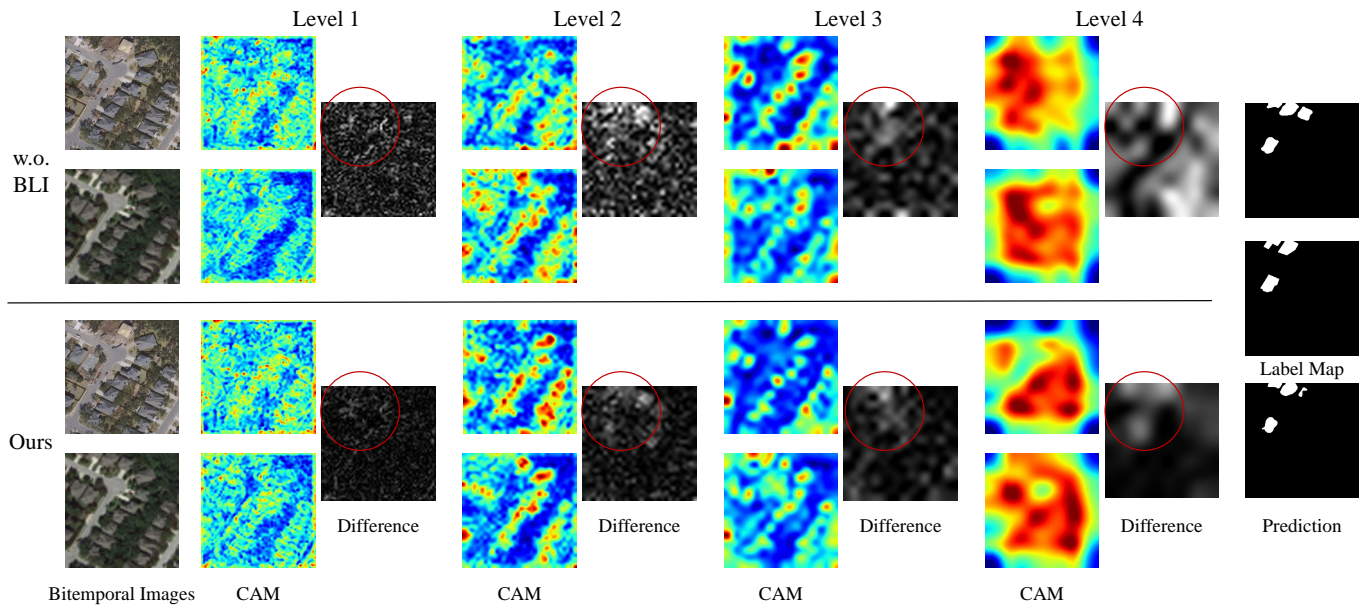 Level 1
Level 2
Level 3
Level 4
w.o.
BLI
Label Map
Ours
Difference
Difference
Difference
Difference
Prediction
Bitemporal Images
CAM
CAM
CAM
CAM